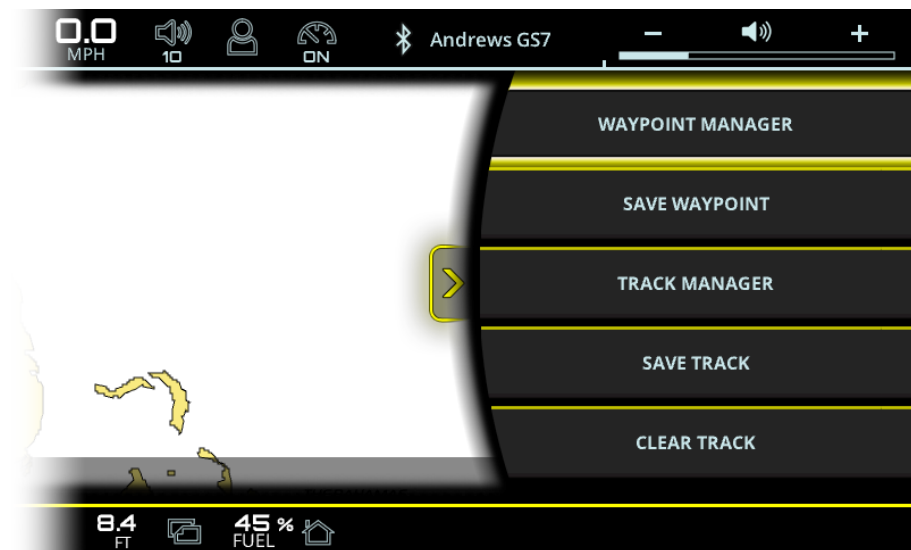 0.0
MPH
10
ON
Andrews GS7
WAYPOINT MANAGER
SAVE WAYPOINT
TRACK MANAGER
SAVE TRACK
CLEAR TRACK
8.4
FT
45 %
FUEL